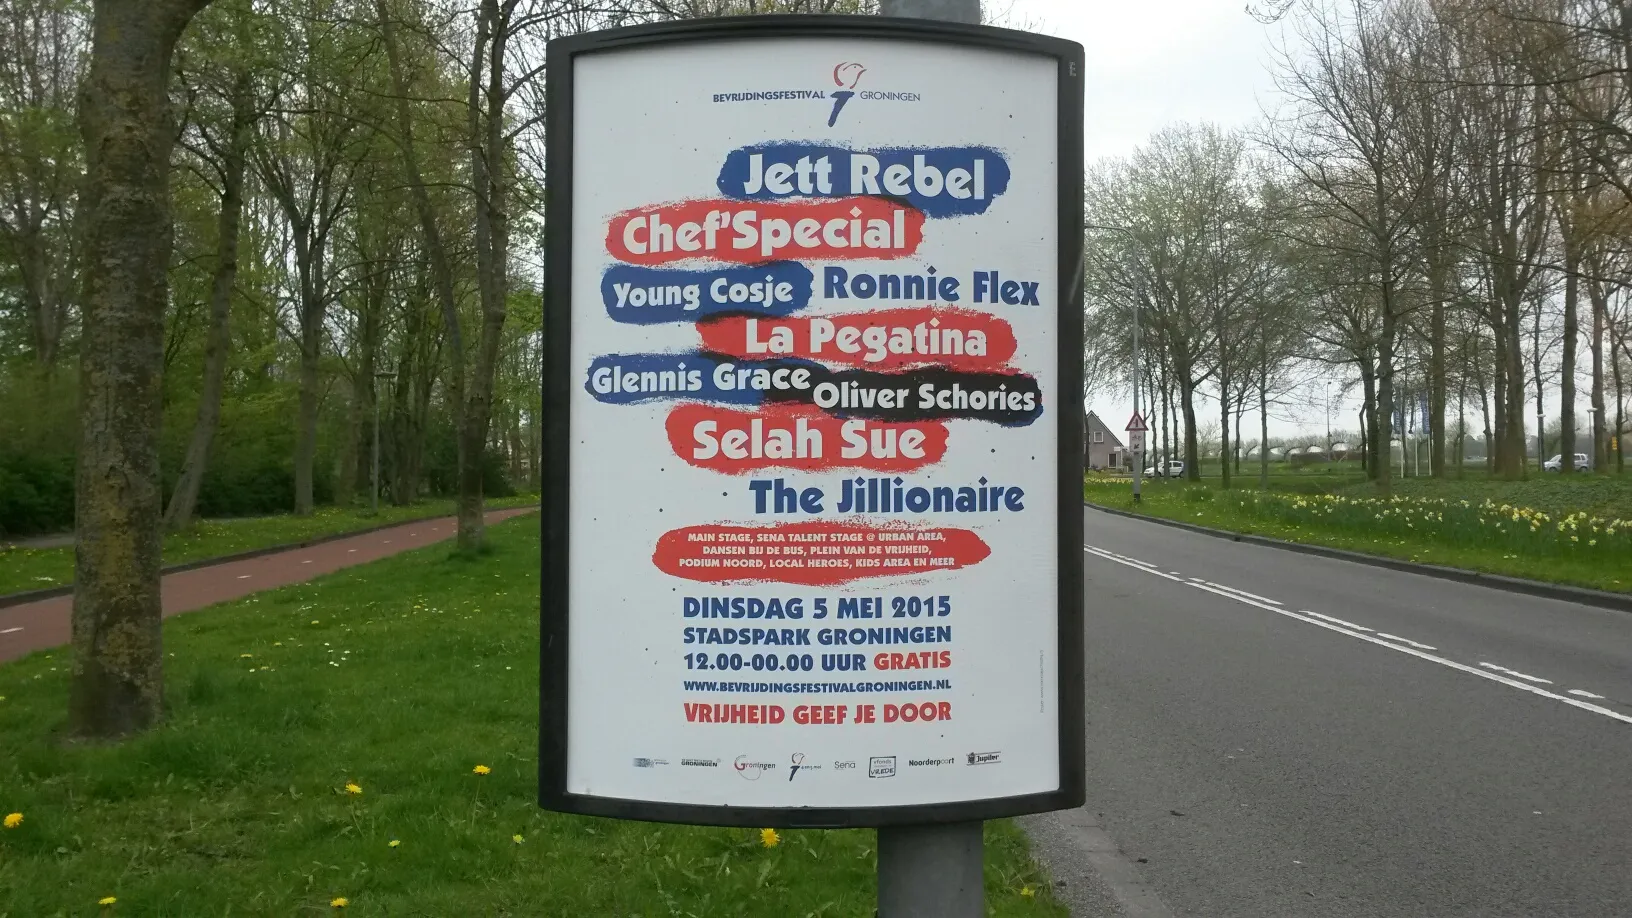 BEVRIJDINGSFESTIVAL GRONINGEN
Jett Rebel
Chef'Special
Young Cosje Ronnie Flex
La Pegatina
Glennis Grace Oliver Schories
Selah Sue
The Jillionaire
MAIN STAGE, SENA TALENT STAGE @ URBAN AREA,
DANSEN BIJ DE BUS, PLEIN VAN DE VRIJHEID,
PODIUM NOORD, LOCAL HEROES, KIDS AREA EN MEER
DINSDAG 5 MEI 2015
STADSPARK GRONINGEN
12.00-00.00 UUR GRATIS
WWW.BEVRIJDINGSFESTIVALGRONINGEN.NL
VRIJHEID GEEF JE DOOR
GRONINGEN Groningen Sena VREDE Noorderpoort Jupiler